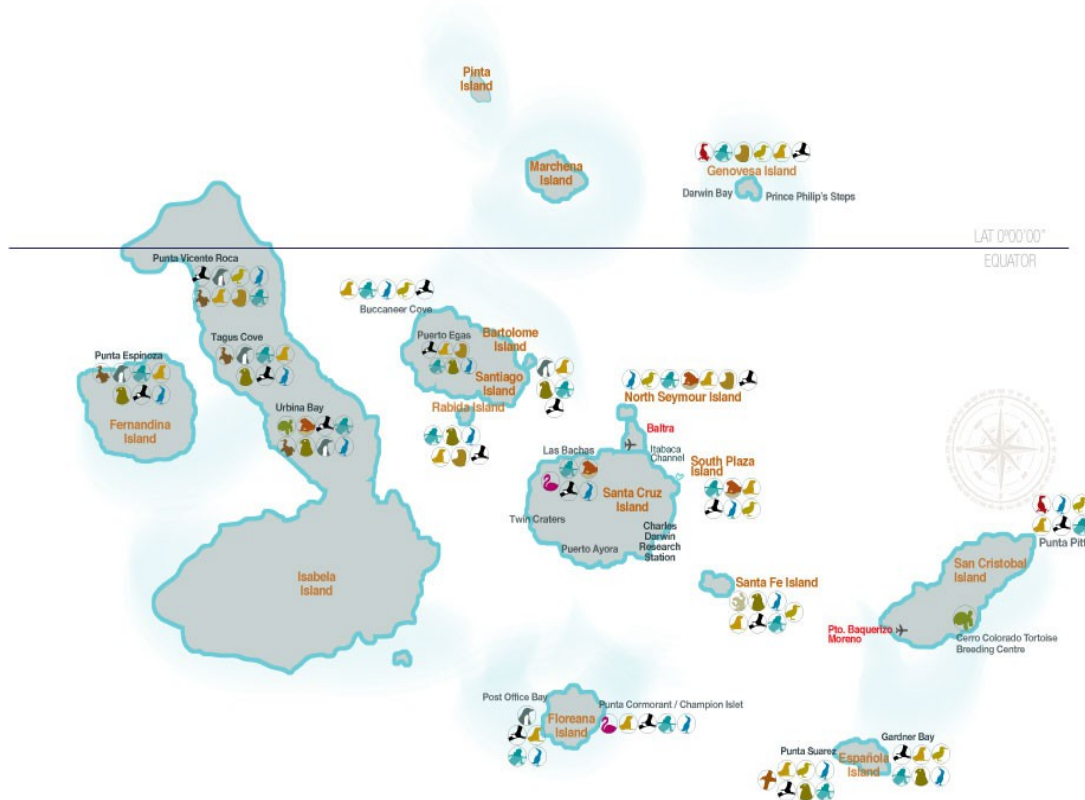 Pinta
Island
Marchena
Island
Genovesa Island
Darwin Bay
Prince Philip's Steps
LAT 0°00'00"
EQUATOR
Punta Vicente Roca
Buccaneer Cove
Puerto Egas
Bartolome
Island
Tagus Cove
Punta Espinoza
Santiago
Island
North Seymour Island
Urbina Bay
Rabida Island
Fernandina
Island
Baltra
Itabaca
Channel
Las Bachas
South Plaza
Island
Santa Cruz
Island
Twin Craters
Charles
Darwin
Research
Station
Puerto Ayora
Punta Pitt
San Cristobal
Island
Isabela
Island
Santa Fe Island
Pto. Baquerizo
Moreno
Cerro Colorado Tortoise
Breeding Centre
Post Office Bay
Punta Cormorant / Champion Islet
Floreana
Island
Gardner Bay
Punta Suarez
Española
Island